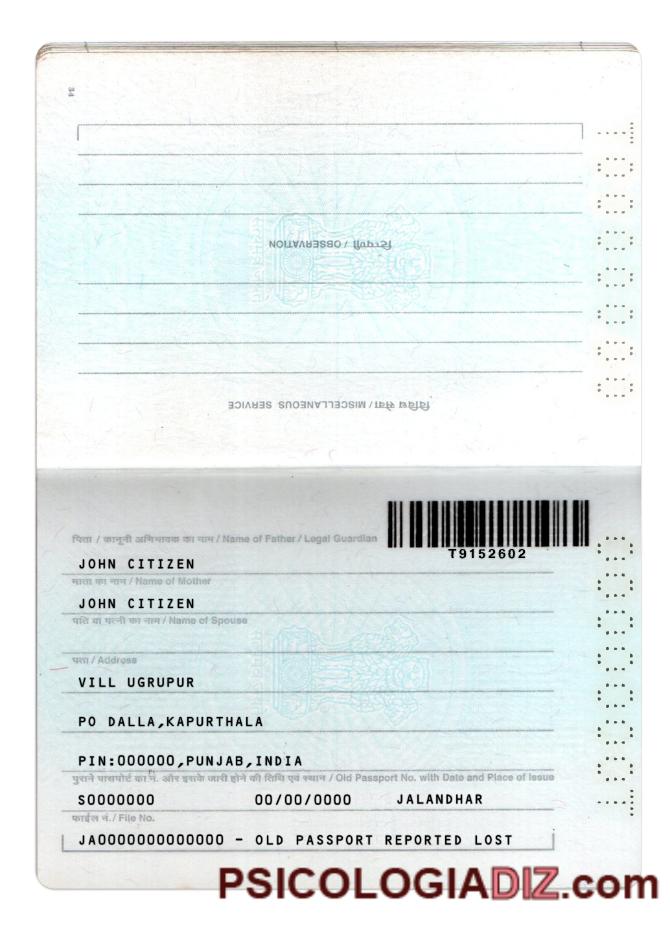 34
टिप्पणी / OBSERVATION
विविध सेवा / MISCELLANEOUS SERVICE
T9152602
पिता / कानूनी अभिभावक का नाम / Name of Father / Legal Guardian
JOHN CITIZEN
माता का नाम / Name of Mother
JOHN CITIZEN
पति या पत्नी का नाम / Name of Spouse
पता / Address
VILL UGRUPUR
PO DALLA,KAPURTHALA
PIN:000000,PUNJAB,INDIA
पुराने पासपोर्ट का नं. और इसके जारी होने की तिथि एवं स्थान / Old Passport No. with Date and Place of Issue
S0000000 00/00/0000 JALANDHAR
फाईल नं. / File No.
JA0000000000000 - OLD PASSPORT REPORTED LOST
PSICOLOGIADIZ.com